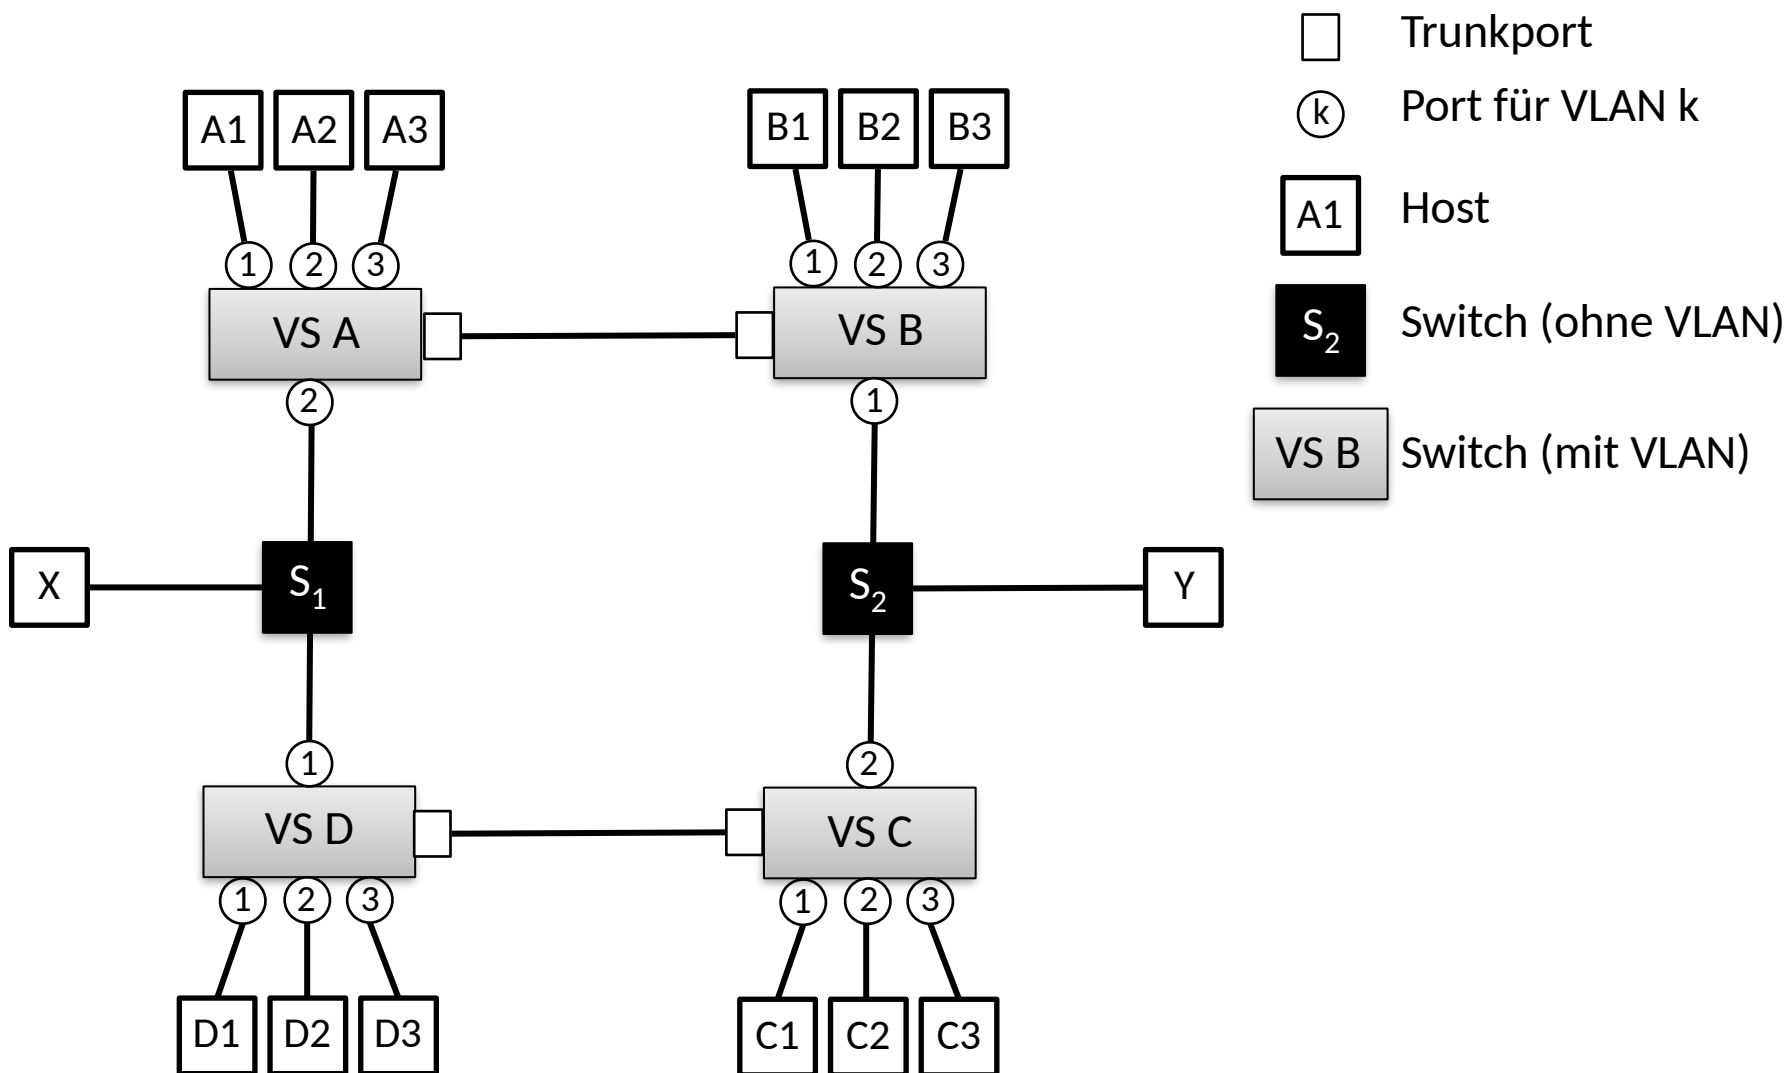 Trunkport
k Port für VLAN k
A1 Host
S2 Switch (ohne VLAN)
VS B Switch (mit VLAN)
A1 A2 A3
B1 B2 B3
1 2 3
1 2 3
VS A
VS B
2
1
X
S1
S2
Y
1
2
VS D
VS C
1 2 3
1 2 3
D1 D2 D3
C1 C2 C3